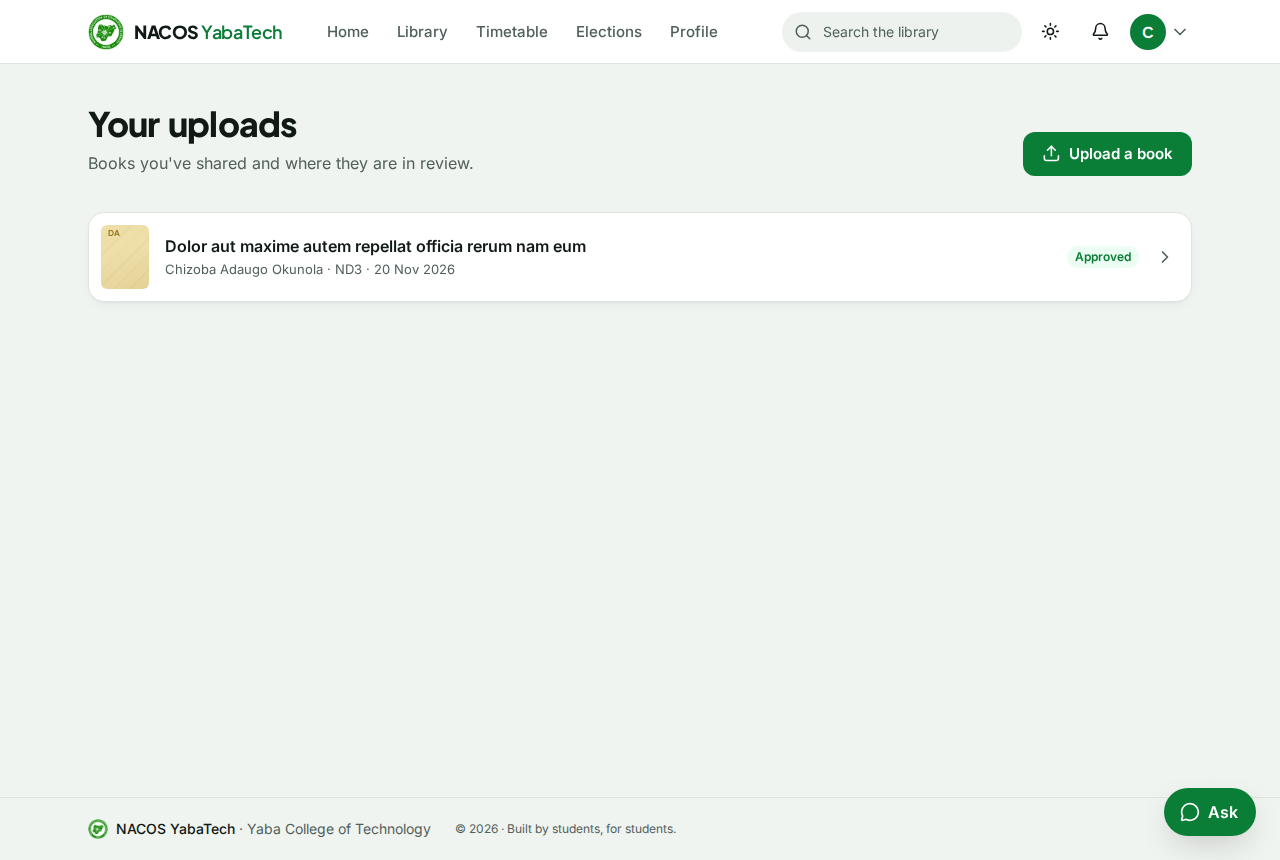 NACOS YabaTech
Home
Library
Timetable
Elections
Profile
Search the library
C
Your uploads
Books you've shared and where they are in review.
Upload a book
DA
Dolor aut maxime autem repellat officia rerum nam eum
Chizoba Adaugo Okunola · ND3 · 20 Nov 2026
Approved
NACOS YabaTech · Yaba College of Technology
© 2026 · Built by students, for students.
Ask